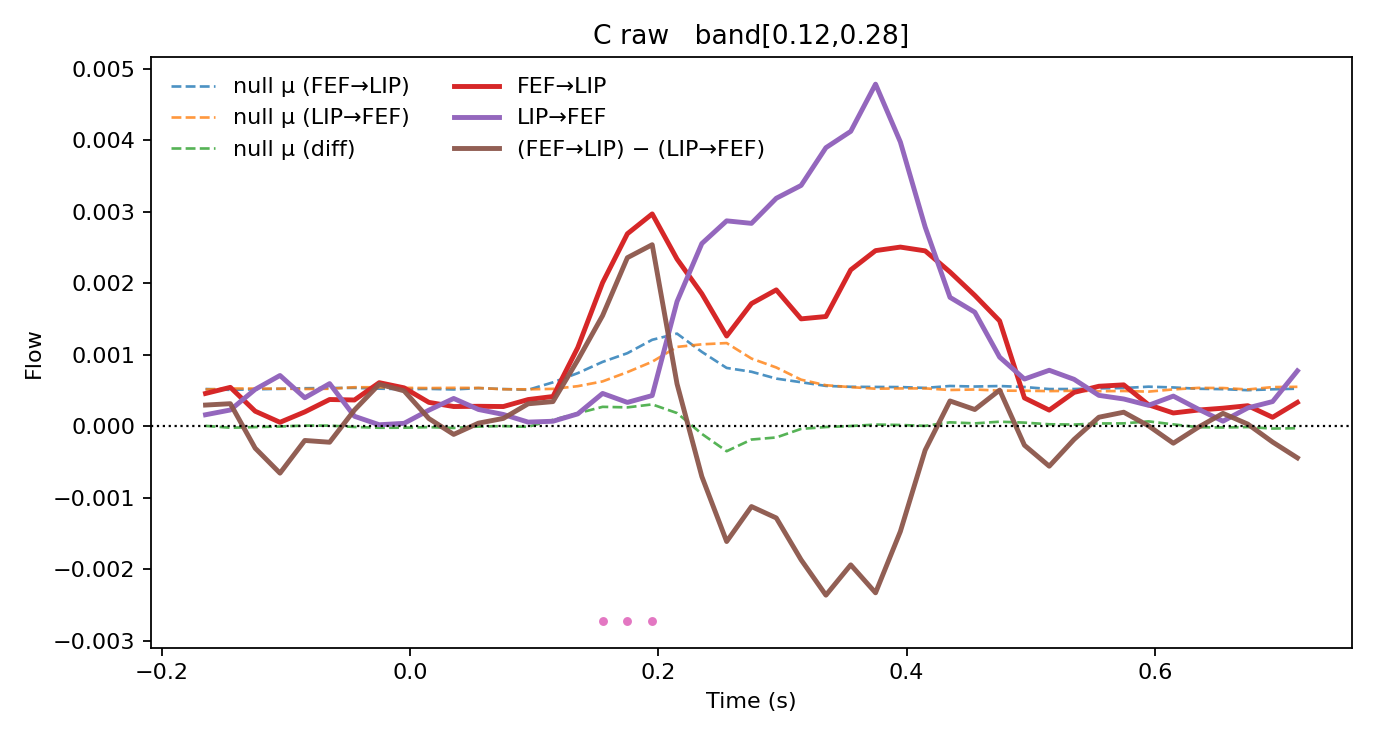 C raw band[0.12,0.28]
null μ (FEF→LIP)
null μ (LIP→FEF)
null μ (diff)
FEF→LIP
LIP→FEF
(FEF→LIP) − (LIP→FEF)
Flow
0.005
0.004
0.003
0.002
0.001
0.000
−0.001
−0.002
−0.003
−0.2
0.0
0.2
0.4
0.6
Time (s)